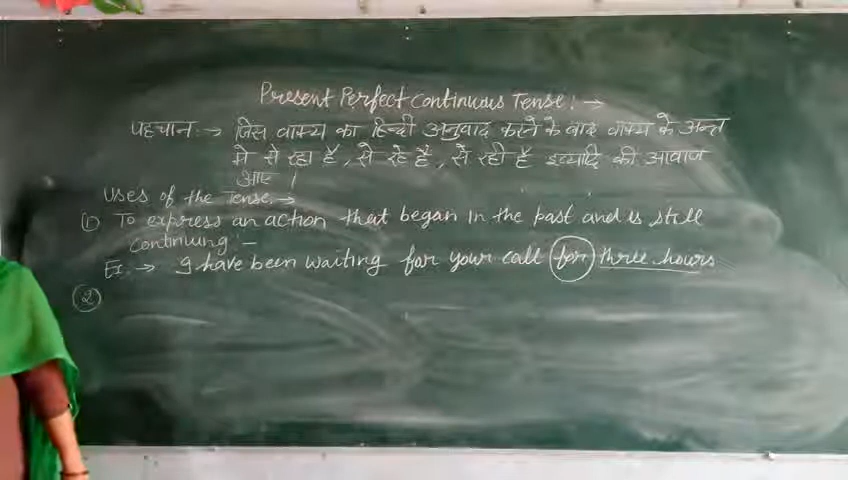 Present Perfect Continuous Tense :→
पहचान :→ जिस वाक्य का हिन्दी अनुवाद करने के बाद वाक्य के अन्त
मे से रहा हैं, से रहे हैं, से रही हैं इत्यादि की आवाज
आए ।
Uses of the Tense.→
(1) To express an action that began in the past and is still
continuing –
Ex. → I have been waiting for your call for three hours
(2)